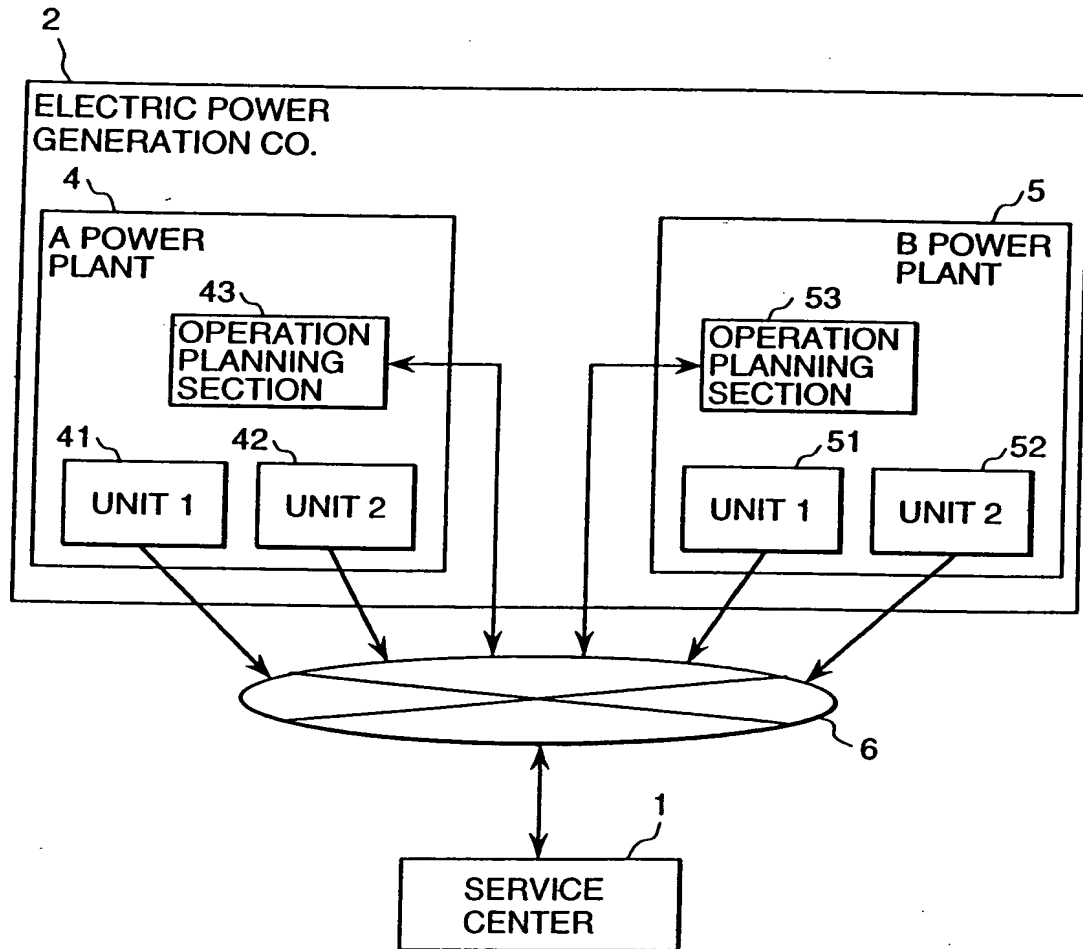 2
ELECTRIC POWER
GENERATION CO.
4
A POWER
PLANT
43
OPERATION
PLANNING
SECTION
41
UNIT 1
42
UNIT 2
5
B POWER
PLANT
53
OPERATION
PLANNING
SECTION
51
UNIT 1
52
UNIT 2
6
1
SERVICE
CENTER